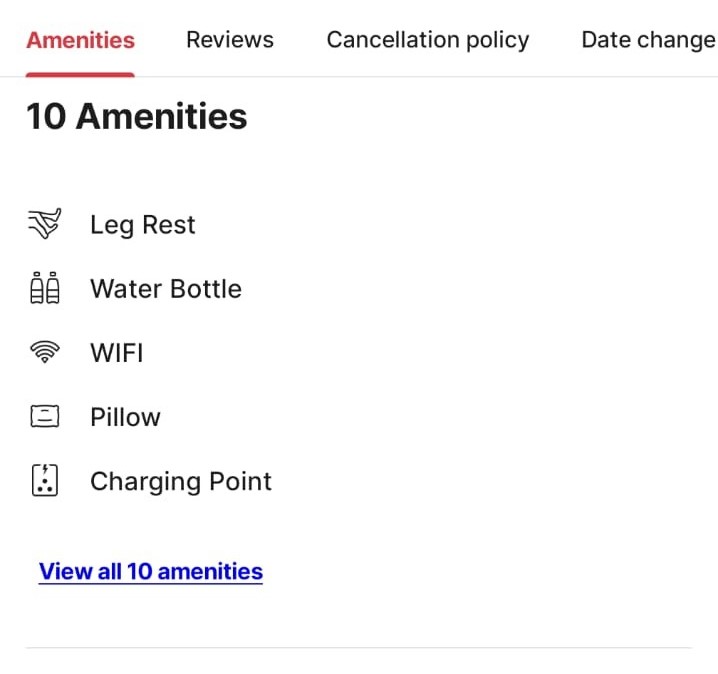 Amenities Reviews Cancellation policy Date change
10 Amenities
Leg Rest
Water Bottle
WIFI
Pillow
Charging Point
View all 10 amenities